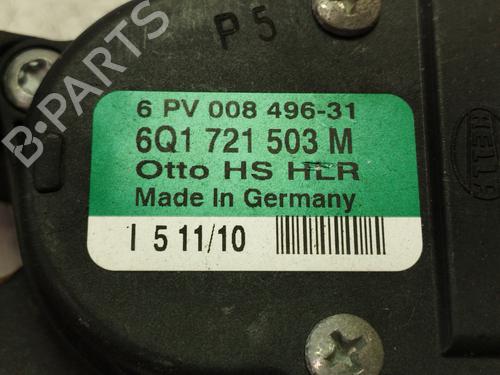 P 5
6 PV 008 496-31
6Q1 721 503 M
Otto HS HLR
Made In Germany
I 5 11/10
HELLA
B-Parts